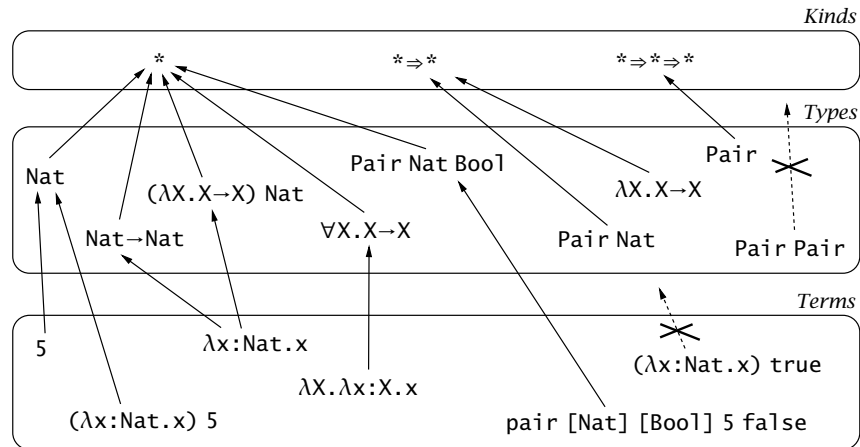 Kinds
* *⇒* *⇒*⇒*
Types
Pair
Pair Nat Bool
Nat
(λX.X→X) Nat
λX.X→X
Nat→Nat
∀X.X→X
Pair Nat
Pair Pair
Terms
5
λx:Nat.x
(λx:Nat.x) true
λX.λx:X.x
(λx:Nat.x) 5
pair [Nat] [Bool] 5 false